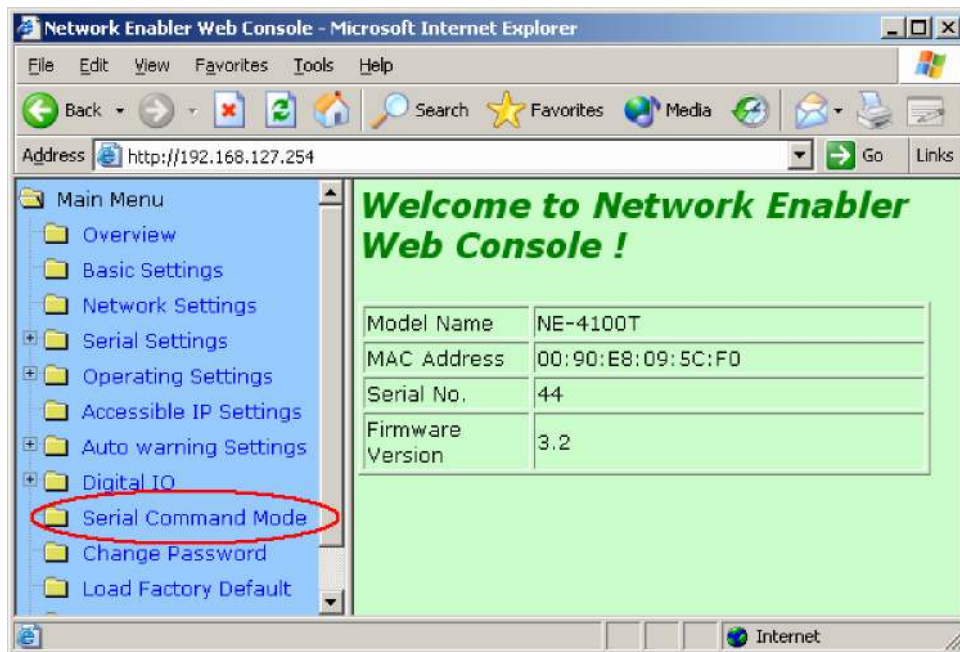 Network Enabler Web Console - Microsoft Internet Explorer
File Edit View Favorites Tools Help
Back Search Favorites Media
Address http://192.168.127.254 Go Links
Main Menu
Overview
Basic Settings
Network Settings
Serial Settings
Operating Settings
Accessible IP Settings
Auto warning Settings
Digital IO
Serial Command Mode
Change Password
Load Factory Default
Welcome to Network Enabler
Web Console !
Model Name NE-4100T
MAC Address 00:90:E8:09:5C:F0
Serial No. 44
Firmware
Version 3.2
Internet